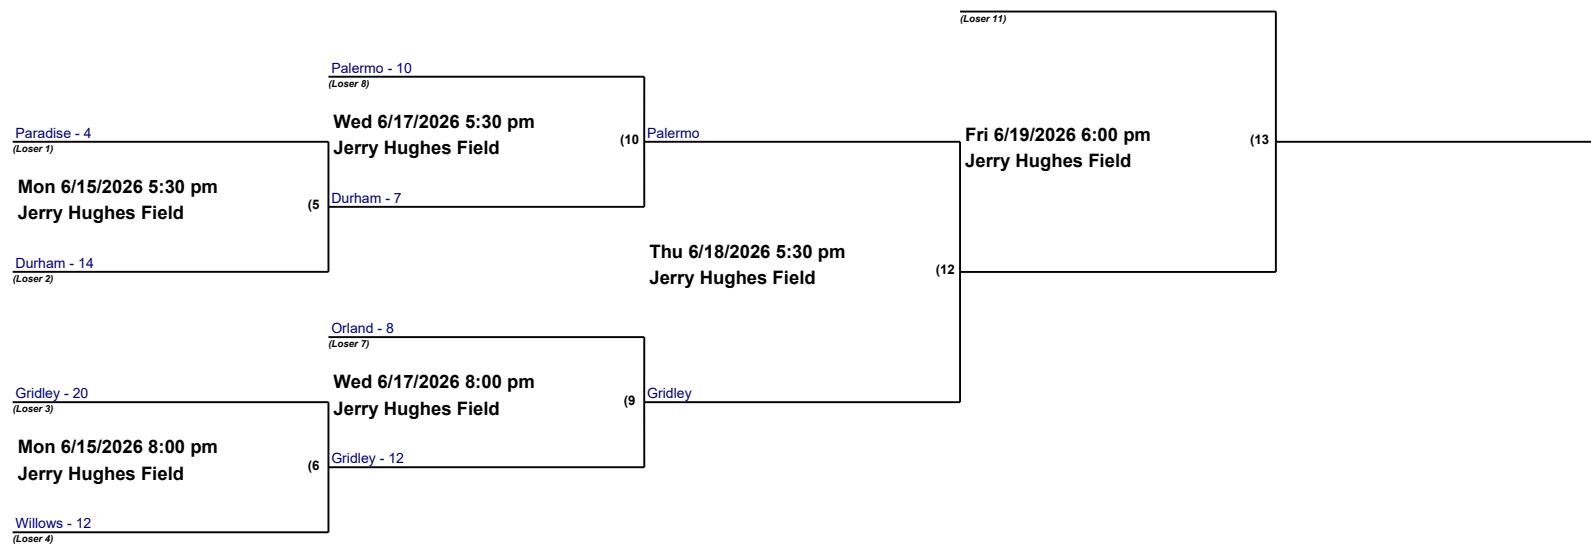 (Loser 11)
Palermo - 10
(Loser 8)
Wed 6/17/2026 5:30 pm
Jerry Hughes Field
(10
Palermo
Paradise - 4
(Loser 1)
Mon 6/15/2026 5:30 pm
Jerry Hughes Field
(5
Durham - 7
Durham - 14
(Loser 2)
Fri 6/19/2026 6:00 pm
Jerry Hughes Field
(13
Thu 6/18/2026 5:30 pm
Jerry Hughes Field
(12
Orland - 8
(Loser 7)
Wed 6/17/2026 8:00 pm
Jerry Hughes Field
(9
Gridley
Gridley - 20
(Loser 3)
Mon 6/15/2026 8:00 pm
Jerry Hughes Field
(6
Gridley - 12
Willows - 12
(Loser 4)